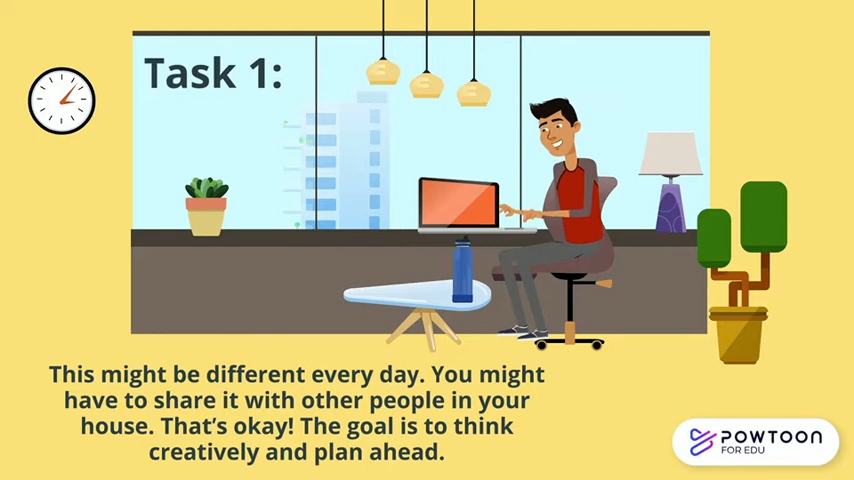 Task 1:
This might be different every day. You might
have to share it with other people in your
house. That's okay! The goal is to think
creatively and plan ahead.
POWTOON
FOR EDU